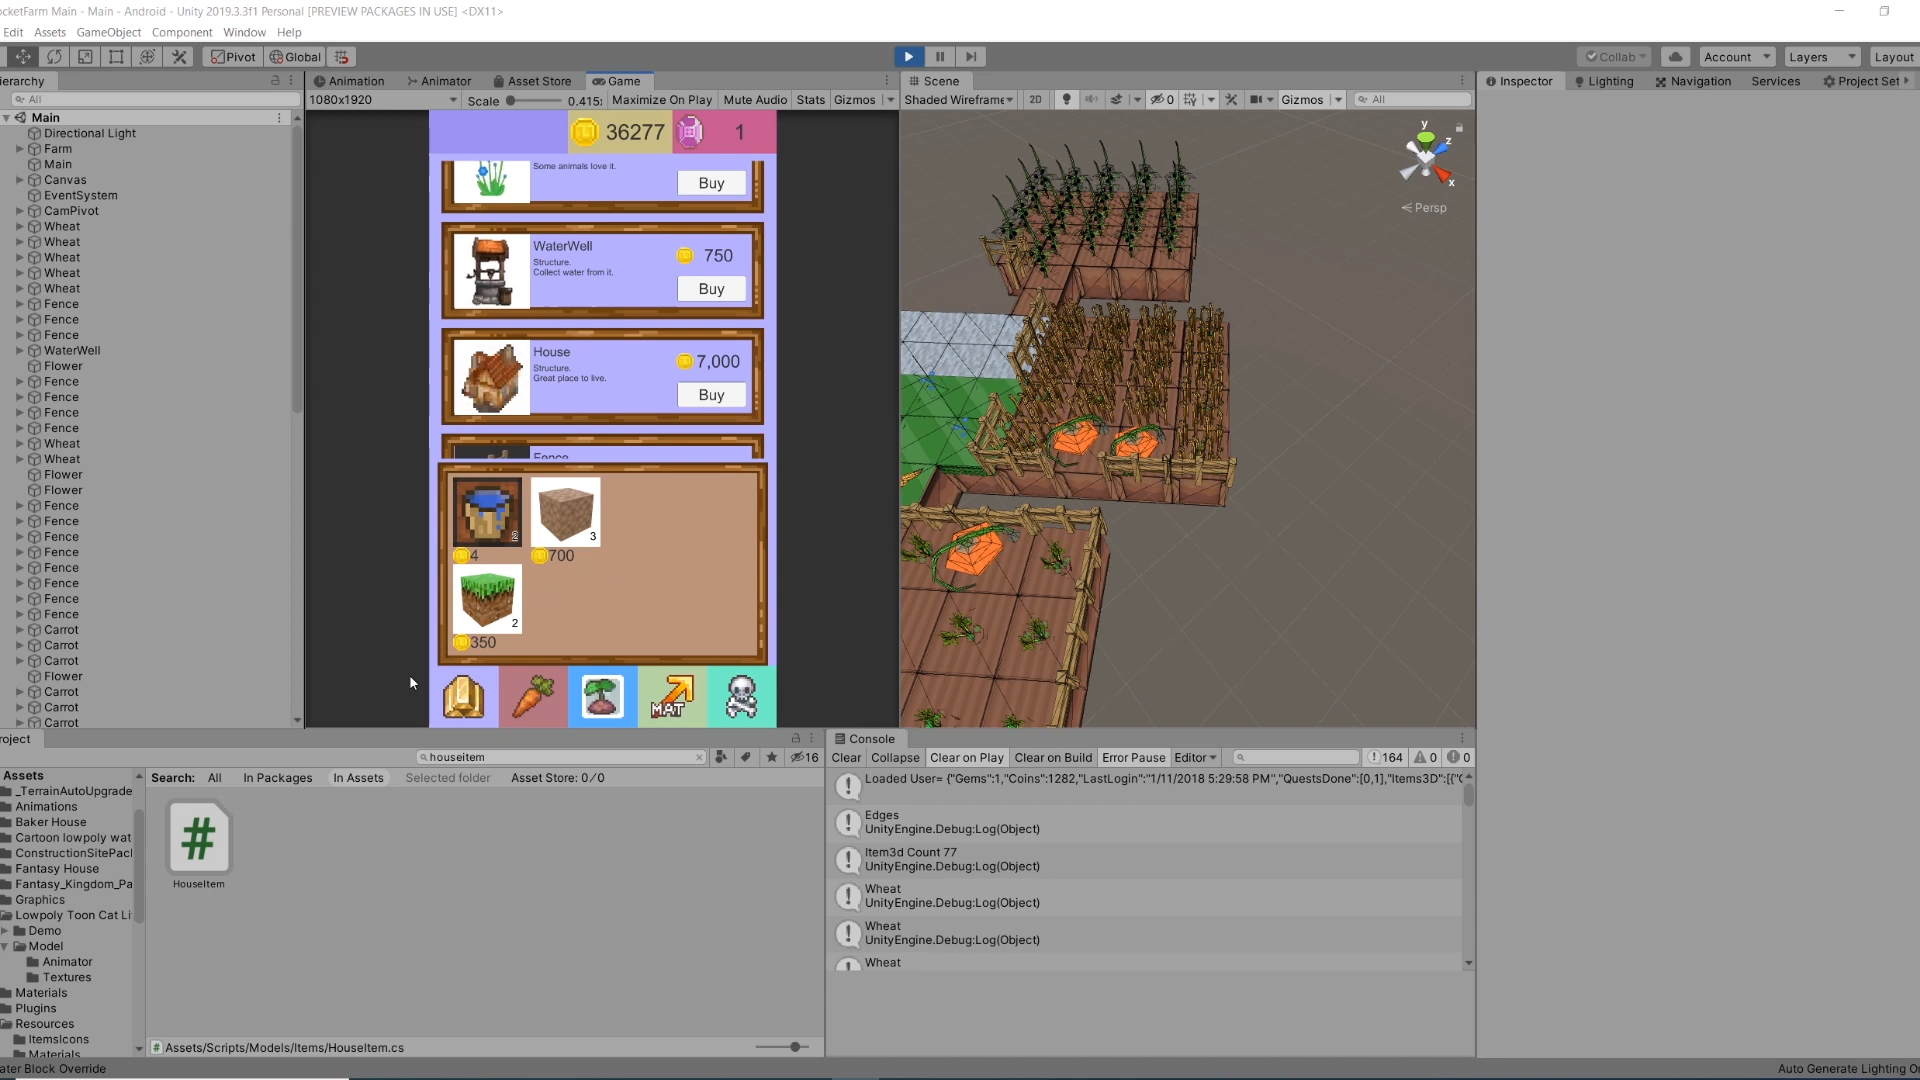 ocketFarm Main - Main - Android - Unity 2019.3.3f1 Personal [PREVIEW PACKAGES IN USE] <DX11>
Edit Assets GameObject Component Window Help
Pivot Global Collab Account Layers Layout
ierarchy
All
Main
Directional Light
Farm
Main
Canvas
EventSystem
CamPivot
Wheat
Wheat
Wheat
Wheat
Wheat
Fence
Fence
Fence
WaterWell
Flower
Fence
Fence
Fence
Fence
Wheat
Wheat
Flower
Flower
Fence
Fence
Fence
Fence
Fence
Fence
Fence
Fence
Carrot
Carrot
Carrot
Flower
Carrot
Carrot
Carrot
Animation Animator Asset Store Game
1080x1920 Scale 0.415: Maximize On Play Mute Audio Stats Gizmos
36277 1
Some animals love it.
Buy
WaterWell
750
Structure.
Collect water from it.
Buy
House
7,000
Structure.
Great place to live.
Buy
Fence
2 3
4 700
2
350
MAT
Scene
Shaded Wireframe 2D 0 Gizmos All
y
z
x
Persp
Inspector Lighting Navigation Services Project Set
roject
houseitem
16
Assets
_TerrainAutoUpgrade
Animations
Baker House
Cartoon lowpoly wat
ConstructionSitePacl
Fantasy House
Fantasy_Kingdom_Pa
Graphics
Lowpoly Toon Cat Li
Demo
Model
Animator
Textures
Materials
Plugins
Resources
ItemsIcons
Materials
Search: All In Packages In Assets Selected folder Asset Store: 0/0
#
HouseItem
Assets/Scripts/Models/Items/HouseItem.cs
Console
Clear Collapse Clear on Play Clear on Build Error Pause Editor 164 0 0
Loaded User= {"Gems":1,"Coins":1282,"LastLogin":"1/11/2018 5:29:58 PM","QuestsDone":[0,1],"Items3D":[{"
Edges
UnityEngine.Debug:Log(Object)
Item3d Count 77
UnityEngine.Debug:Log(Object)
Wheat
UnityEngine.Debug:Log(Object)
Wheat
UnityEngine.Debug:Log(Object)
Wheat
ater Block Override
Auto Generate Lighting O